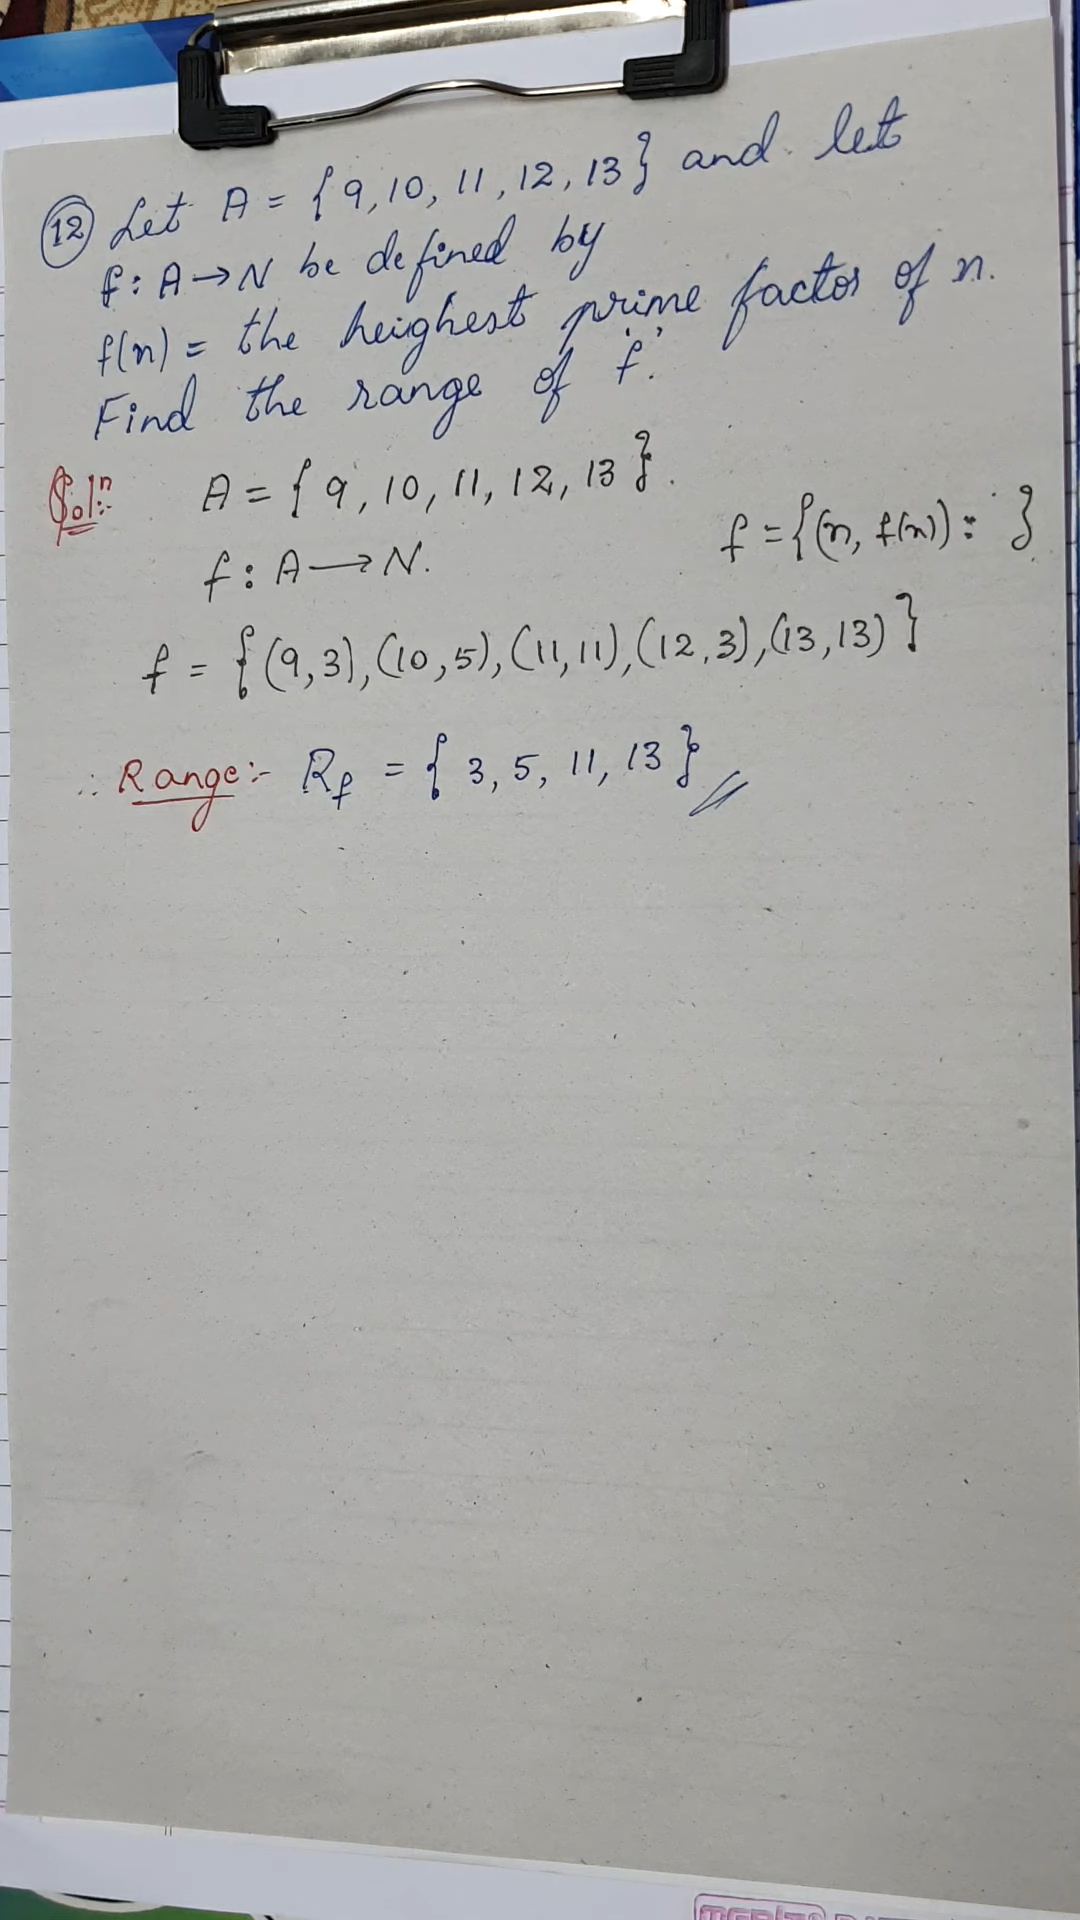 12 Let A = {9, 10, 11, 12, 13} and let
f : A → N be defined by
f(n) = the heighest prime factor of n.
Find the range of 'f'.
Solⁿ:- A = {9, 10, 11, 12, 13}.
f : A → N.
f = {(n, f(n)) : }
f = {(9,3), (10,5), (11,11), (12,3), (13,13)}
∴ Range:- R_f = {3, 5, 11, 13}